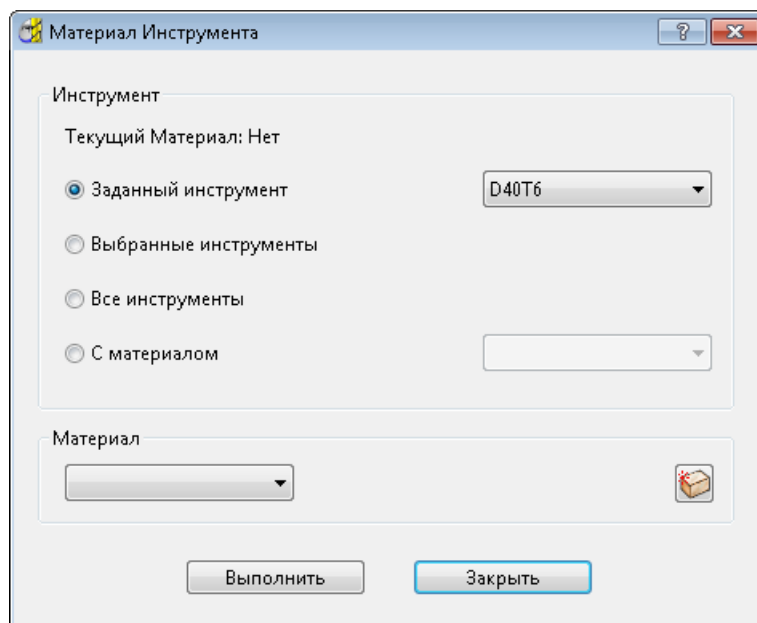 Материал Инструмента
Инструмент
Текущий Материал: Нет
Заданный инструмент D40T6
Выбранные инструменты
Все инструменты
С материалом
Материал
Выполнить Закрыть